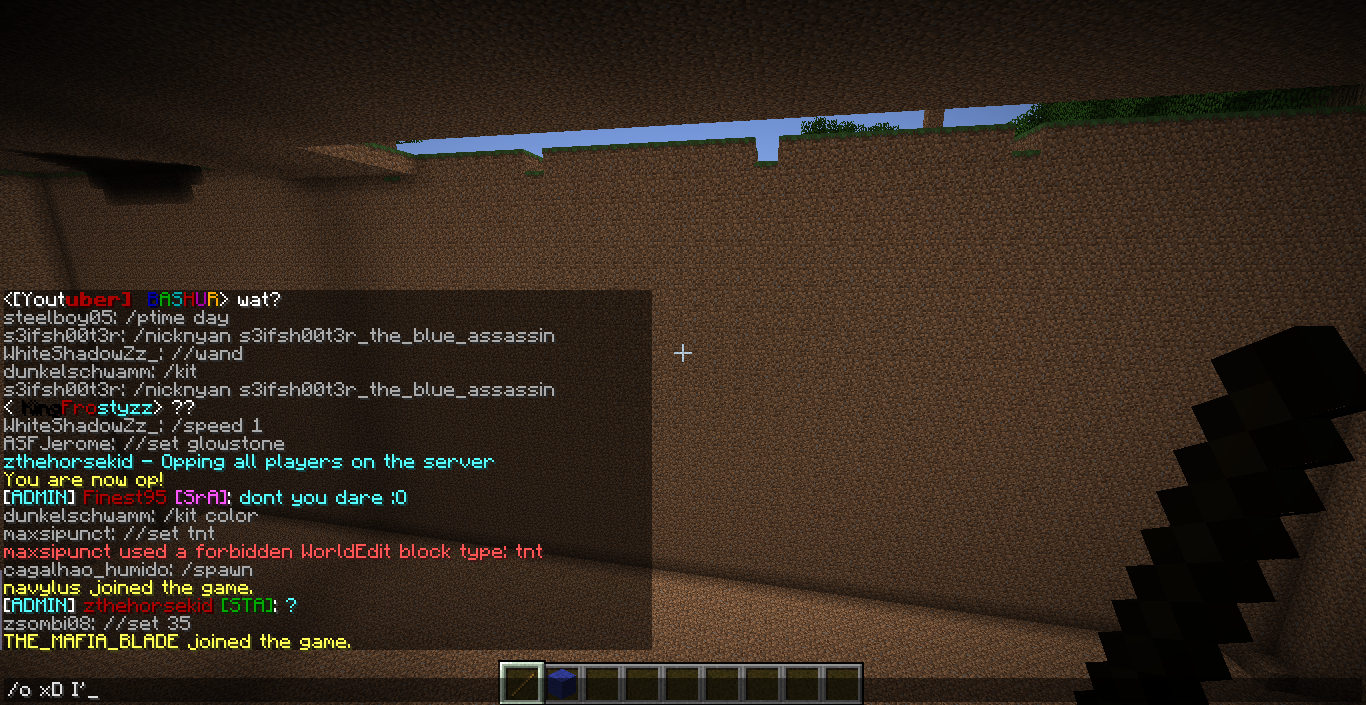 <[Youtuber] BASHUR> wat?
steelboy05: /ptime day
s3ifsh00t3r: /nicknyan s3ifsh00t3r_the_blue_assassin
WhiteShadowZz_: //wand
dunkelschwamm: /kit
s3ifsh00t3r: /nicknyan s3ifsh00t3r_the_blue_assassin
< KingFrostyzz> ??
WhiteShadowZz_: /speed 1
ASFJerome: //set glowstone
zthehorsekid - Opping all players on the server
You are now op!
[ADMIN] Finest95 [SrA]: dont you dare :O
dunkelschwamm: /kit color
maxsipunct: //set tnt
maxsipunct used a forbidden WorldEdit block type: tnt
cagalhao_humido: /spawn
navylus joined the game.
[ADMIN] zthehorsekid [STA]: ?
zsombi08: //set 35
THE_MAFIA_BLADE joined the game.
/o xD I'_